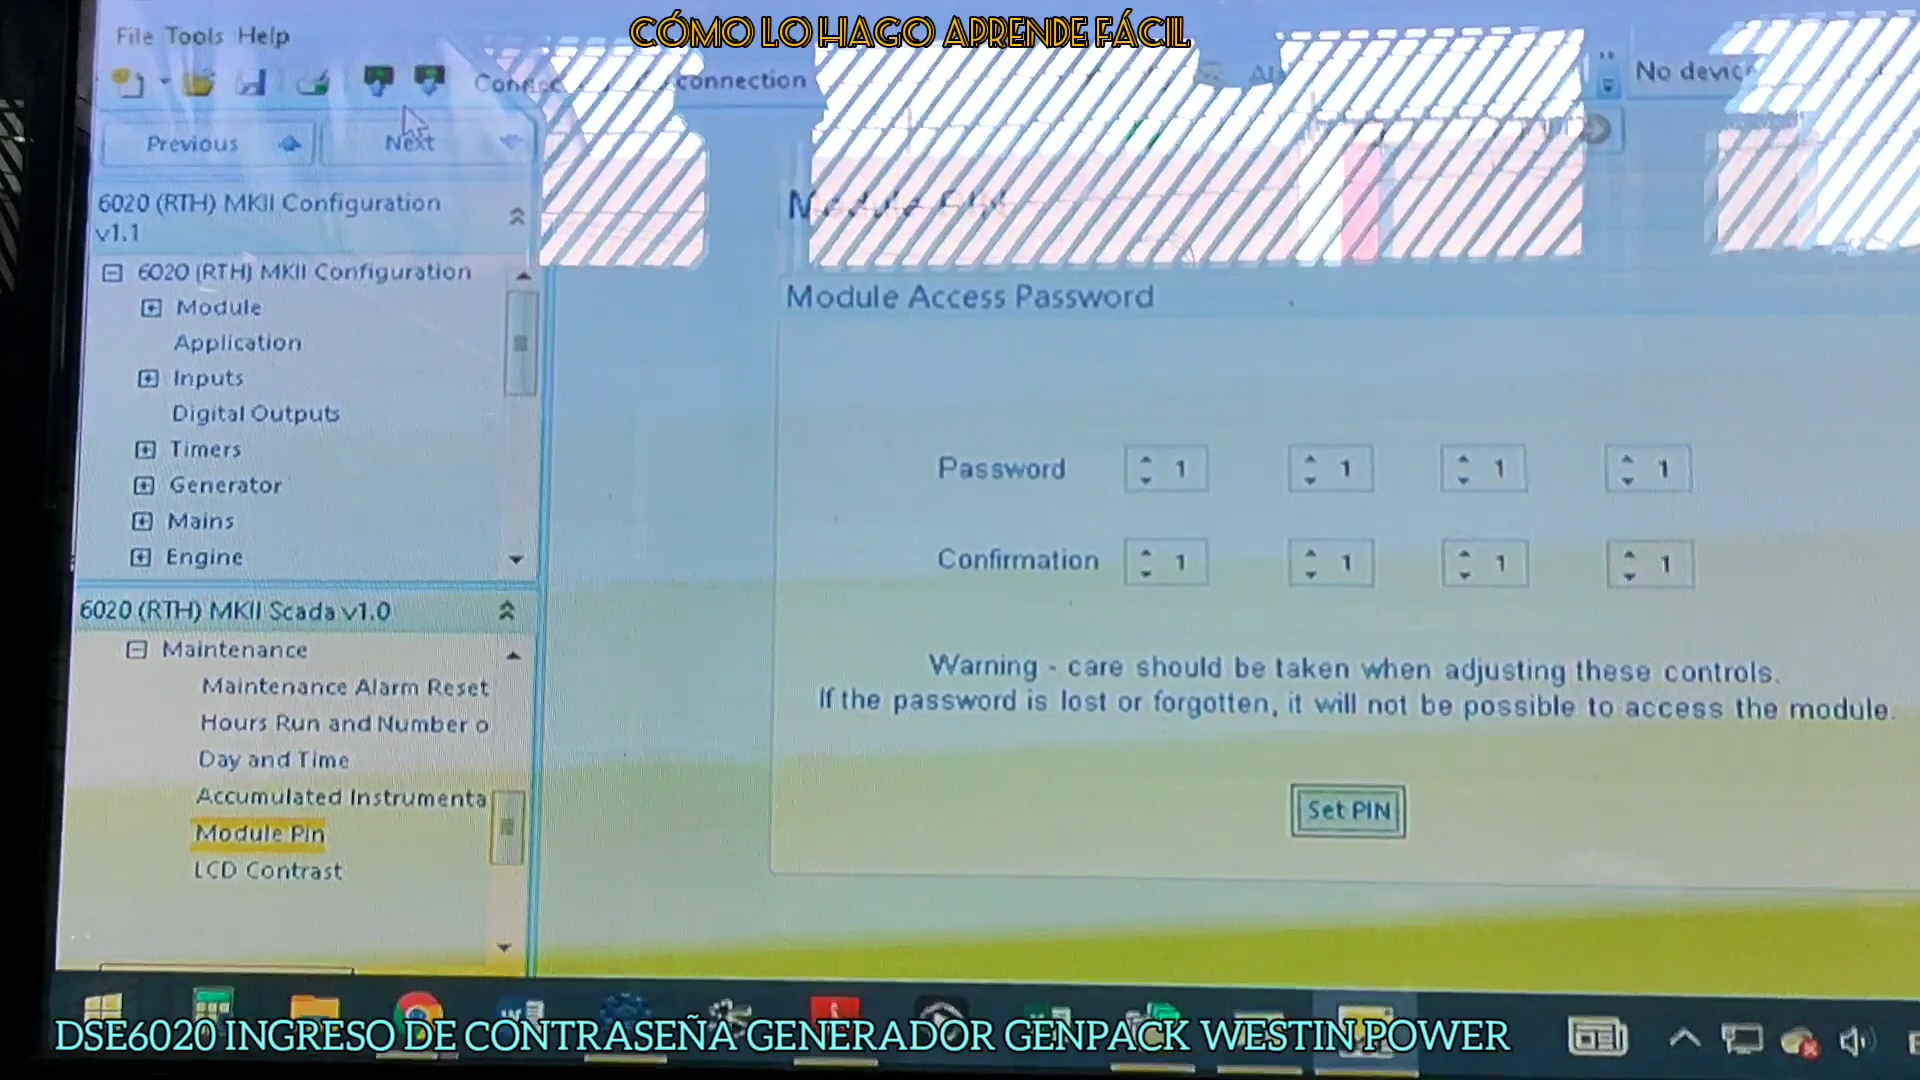 CÓMO LO HAGO APRENDE FÁCIL
File Tools Help
connection
No device
Previous
Next
6020 (RTH) MKII Configuration
v1.1
6020 (RTH) MKII Configuration
Module
Application
Inputs
Digital Outputs
Timers
Generator
Mains
Engine
6020 (RTH) MKII Scada v1.0
Maintenance
Maintenance Alarm Reset
Hours Run and Number o
Day and Time
Accumulated Instrumenta
Module Pin
LCD Contrast
Module PIN
Module Access Password
Password 1 1 1 1
Confirmation 1 1 1 1
Warning - care should be taken when adjusting these controls.
If the password is lost or forgotten, it will not be possible to access the module.
Set PIN
DSE6020 INGRESO DE CONTRASEÑA GENERADOR GENPACK WESTIN POWER